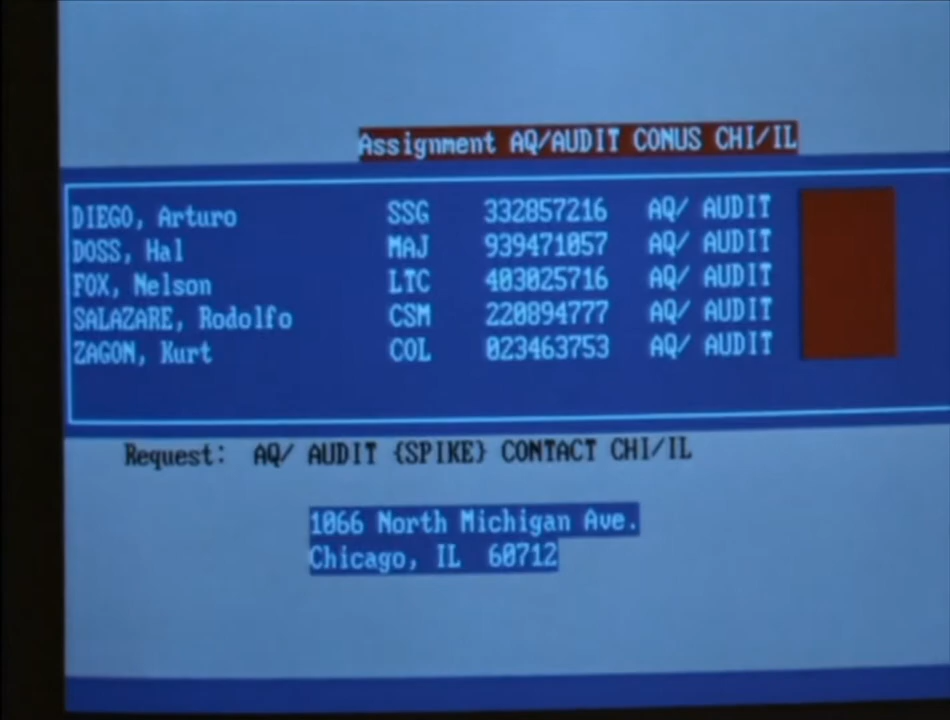 Assignment AQ/AUDIT CONUS CHI/IL
DIEGO, Arturo SSG 332857216 AQ/ AUDIT
DOSS, Hal MAJ 939471057 AQ/ AUDIT
FOX, Nelson LTC 403025716 AQ/ AUDIT
SALAZARE, Rodolfo CSM 220894777 AQ/ AUDIT
ZAGON, Kurt COL 023463753 AQ/ AUDIT
Request: AQ/ AUDIT {SPIKE} CONTACT CHI/IL
1066 North Michigan Ave.
Chicago, IL 60712